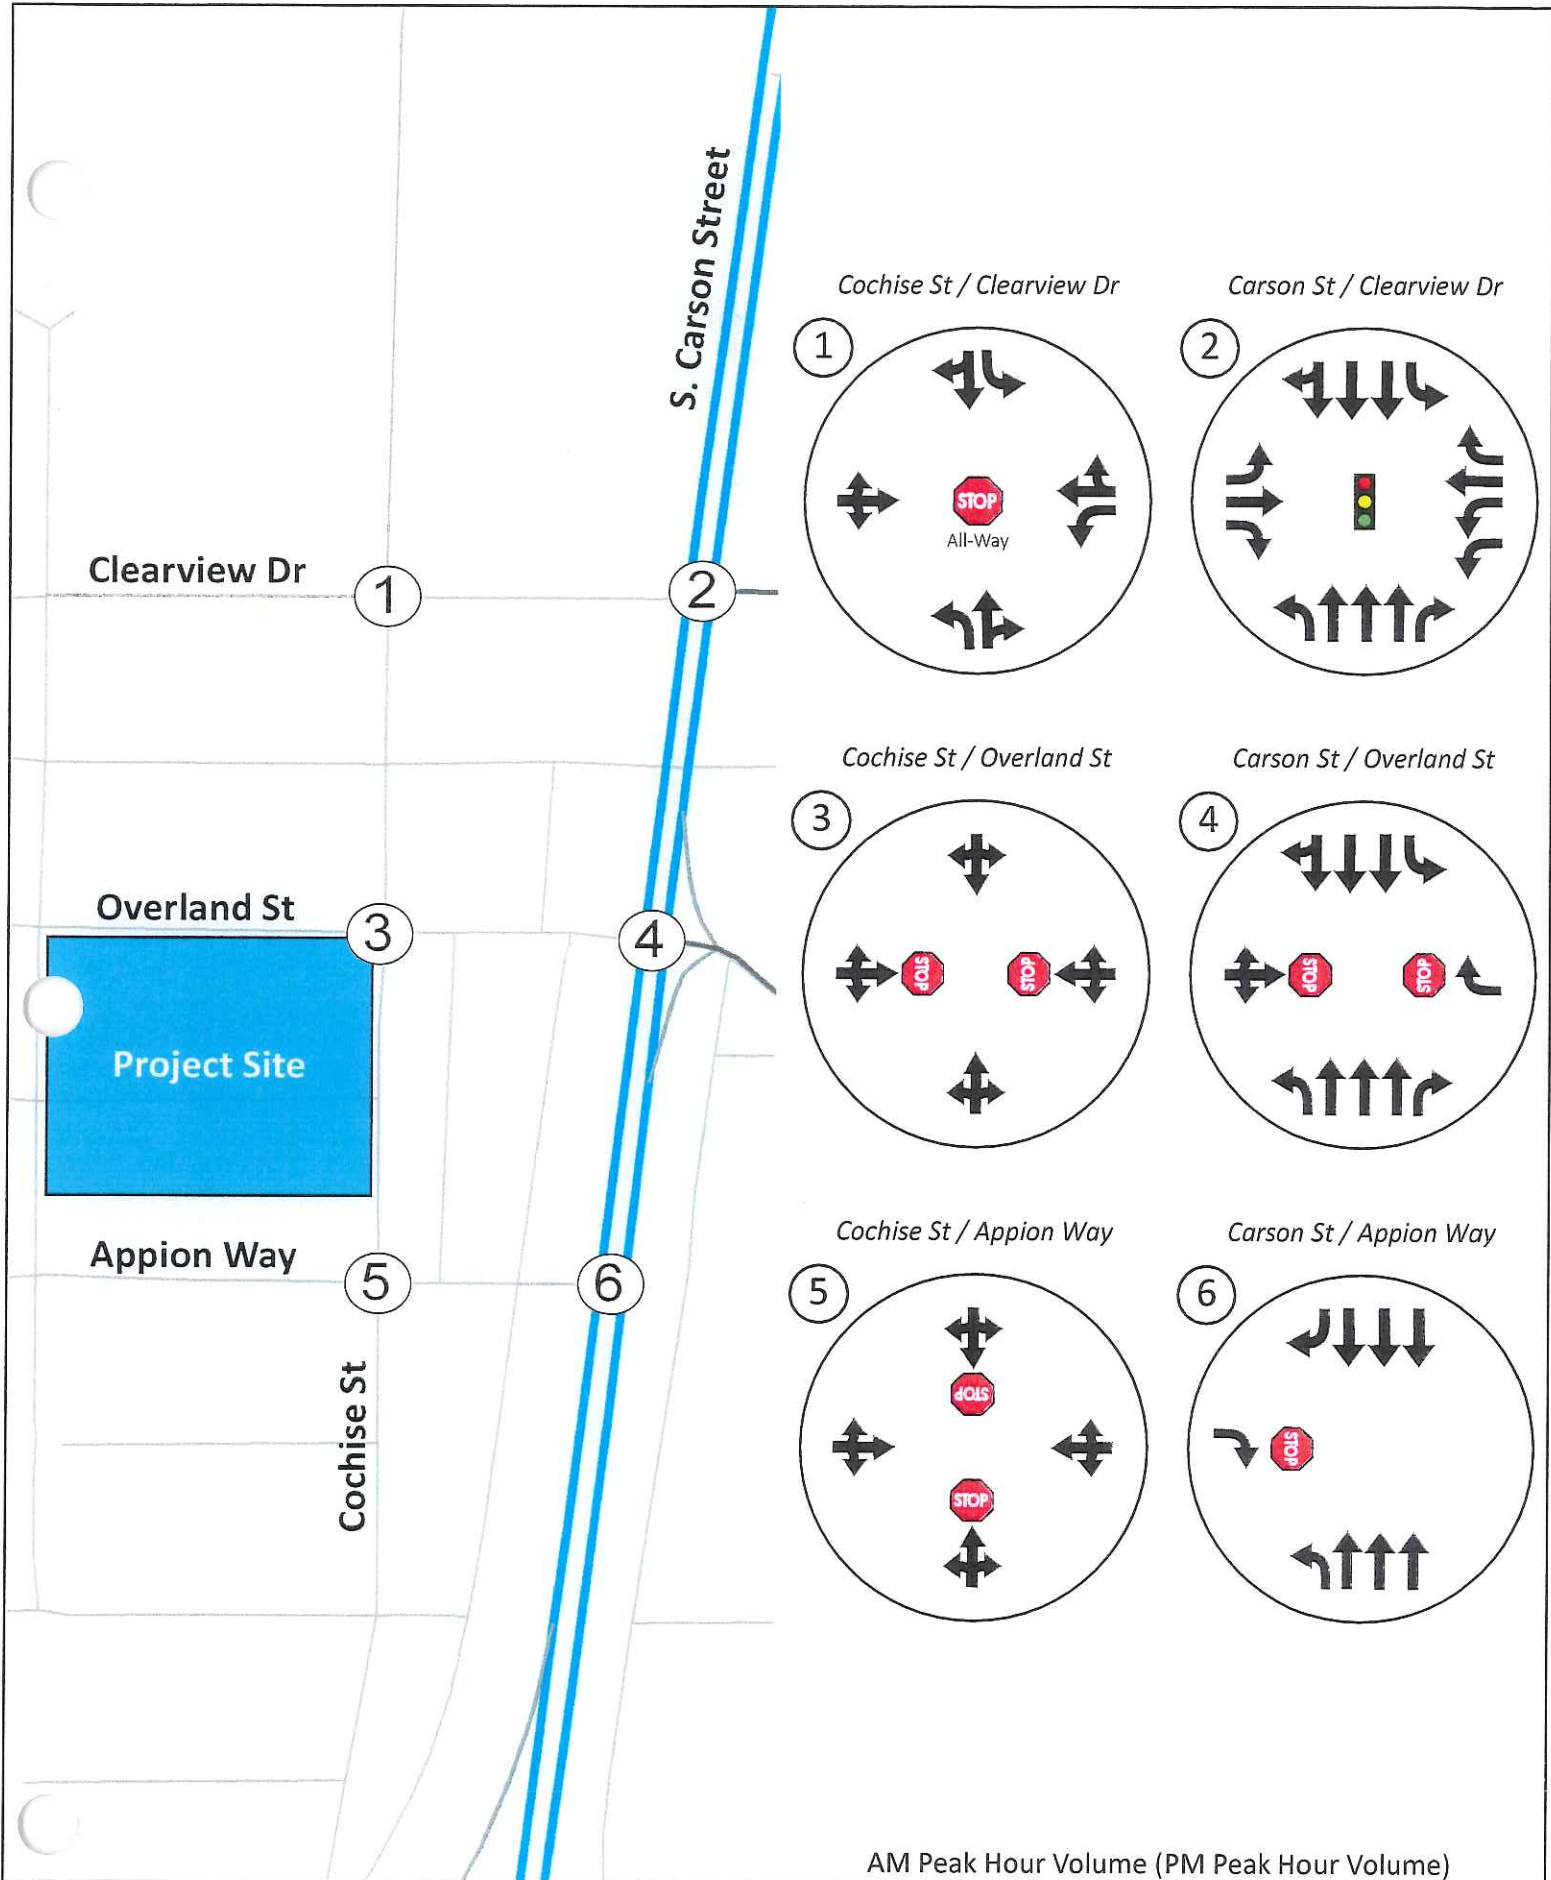 S. Carson Street
Clearview Dr
1
2
Overland St
3
4
Project Site
Appion Way
5
6
Cochise St
Cochise St / Clearview Dr
1
STOP
All-Way
Carson St / Clearview Dr
2
Cochise St / Overland St
3
STOP
STOP
Carson St / Overland St
4
STOP
STOP
Cochise St / Appion Way
5
STOP
STOP
Carson St / Appion Way
6
STOP
AM Peak Hour Volume (PM Peak Hour Volume)